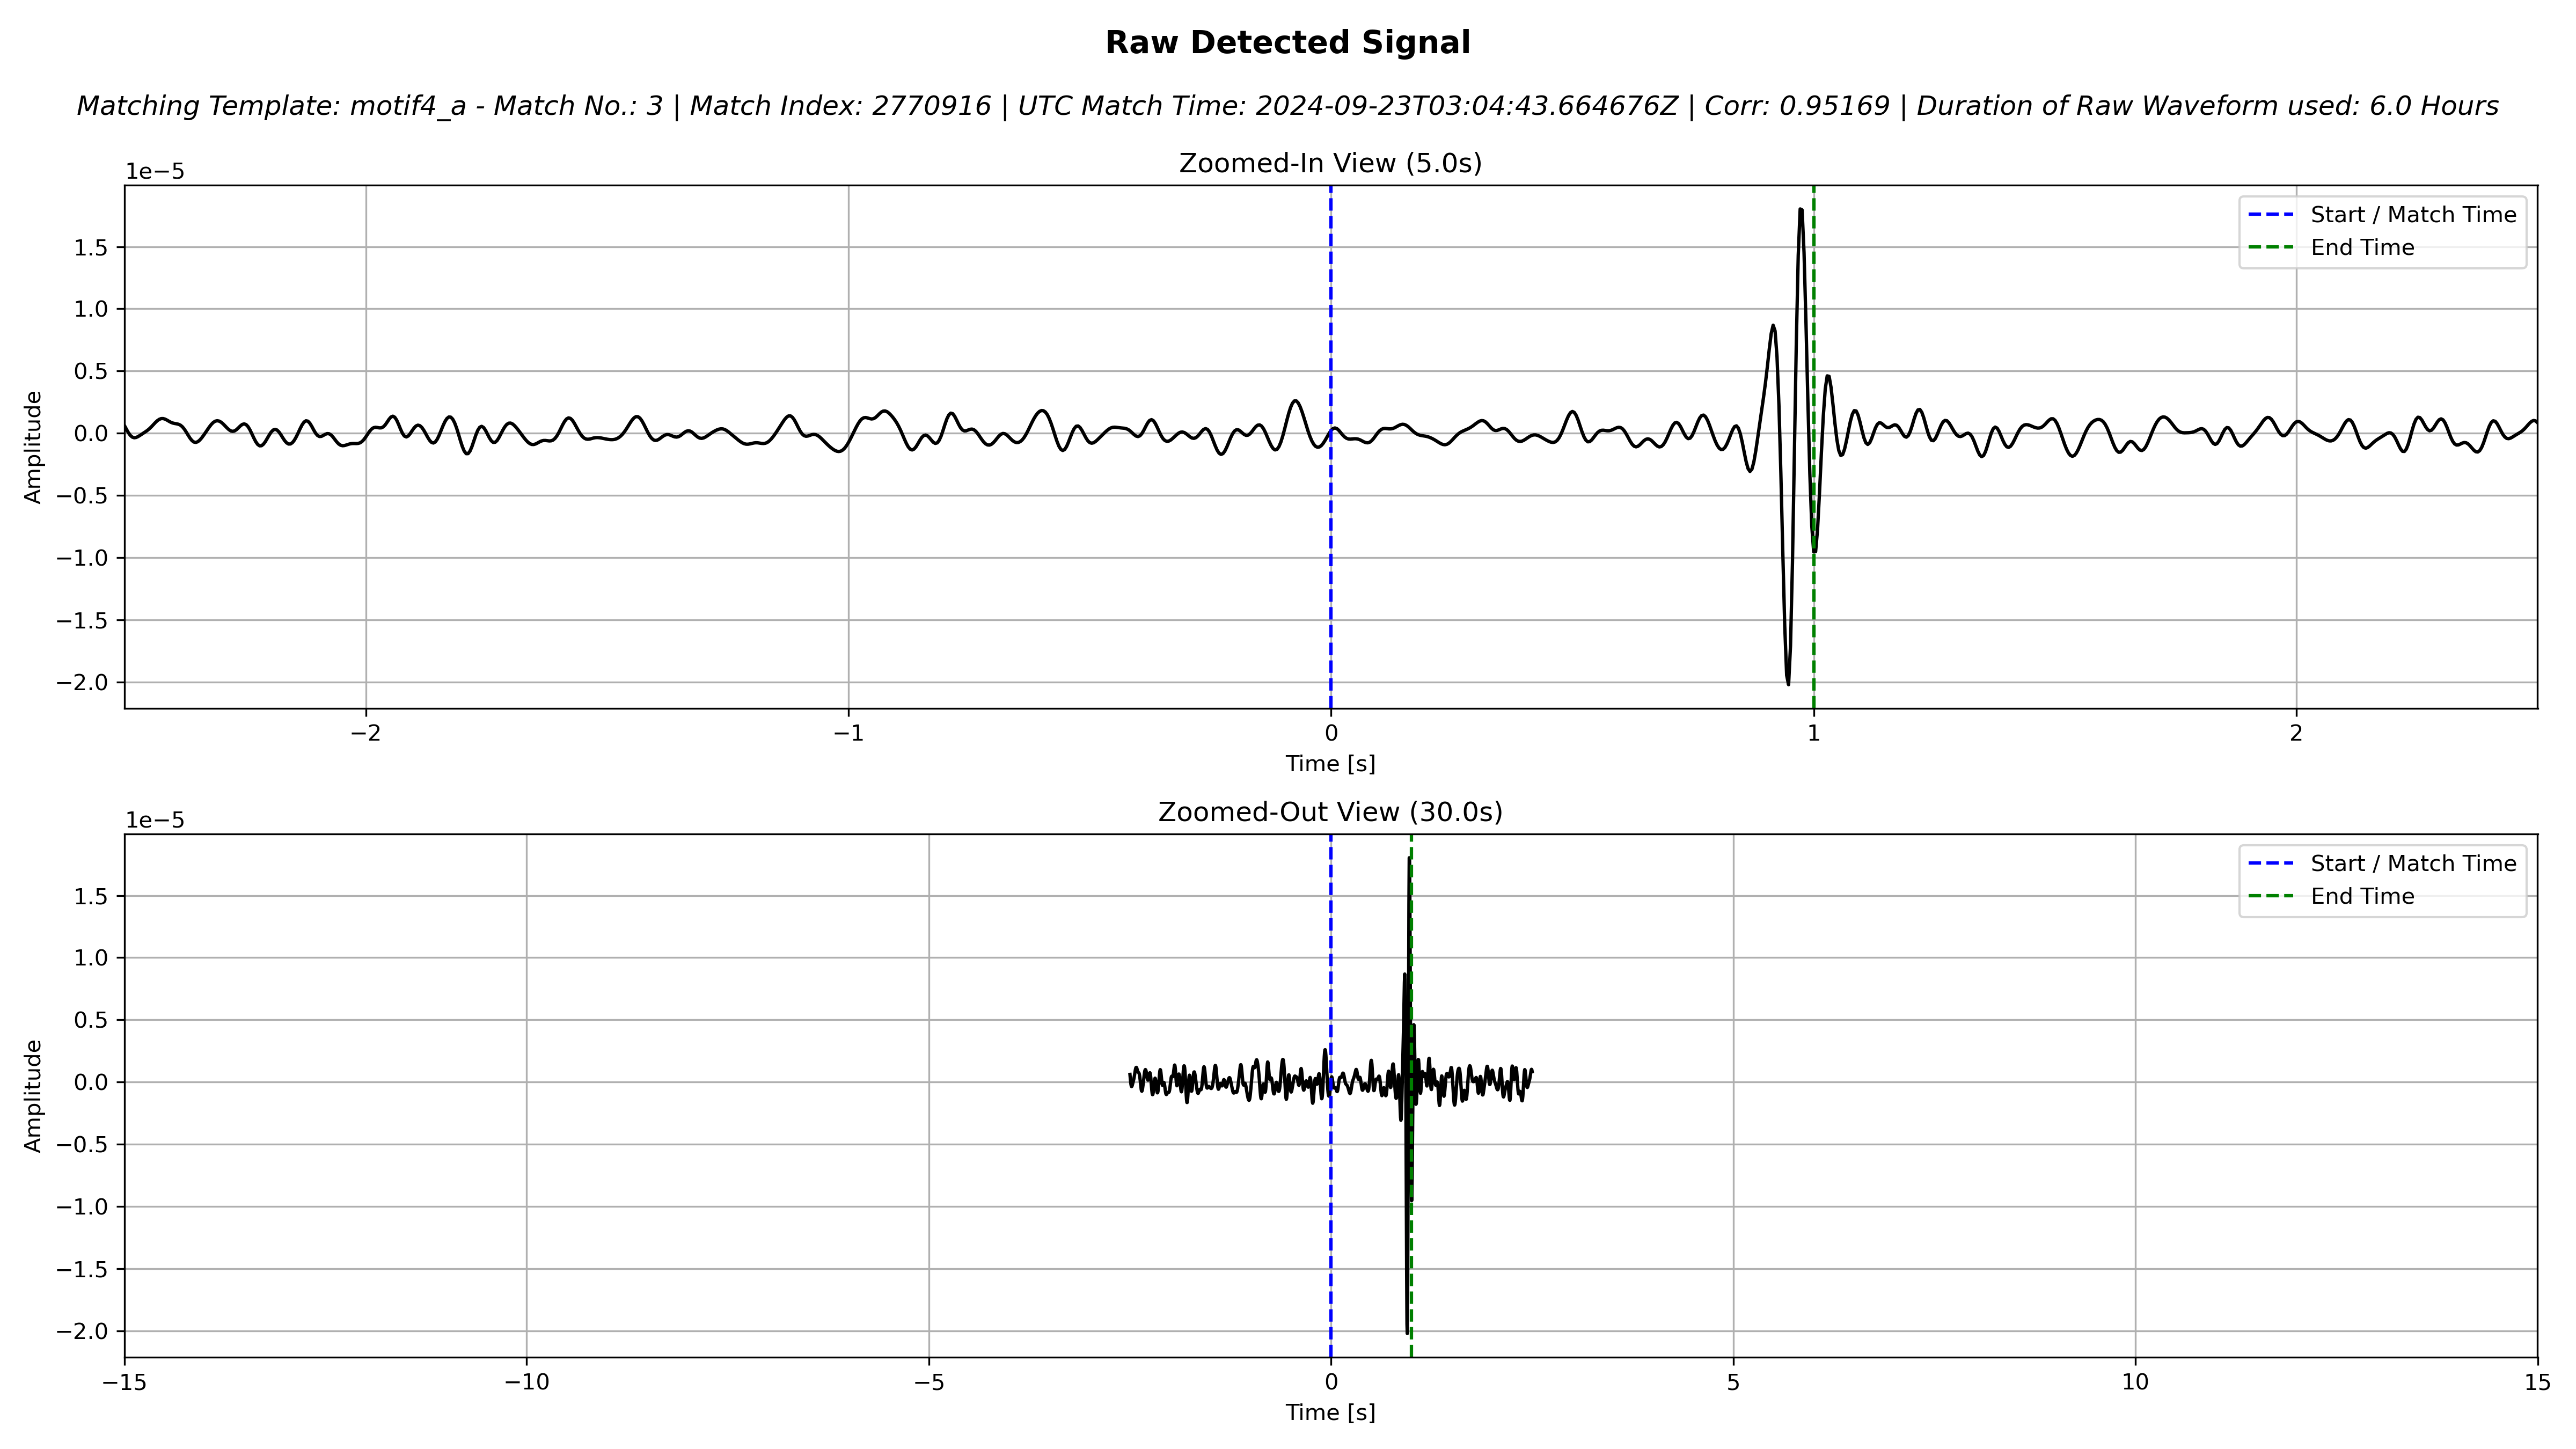 Raw Detected Signal
Matching Template: motif4_a - Match No.: 3 | Match Index: 2770916 | UTC Match Time: 2024-09-23T03:04:43.664676Z | Corr: 0.95169 | Duration of Raw Waveform used: 6.0 Hours
Zoomed-In View (5.0s)
1e−5
Start / Match Time
End Time
1.5
1.0
0.5
0.0
−0.5
−1.0
−1.5
−2.0
Amplitude
−2 −1 0 1 2
Time [s]
Zoomed-Out View (30.0s)
1e−5
Start / Match Time
End Time
1.5
1.0
0.5
0.0
−0.5
−1.0
−1.5
−2.0
Amplitude
−15 −10 −5 0 5 10 15
Time [s]